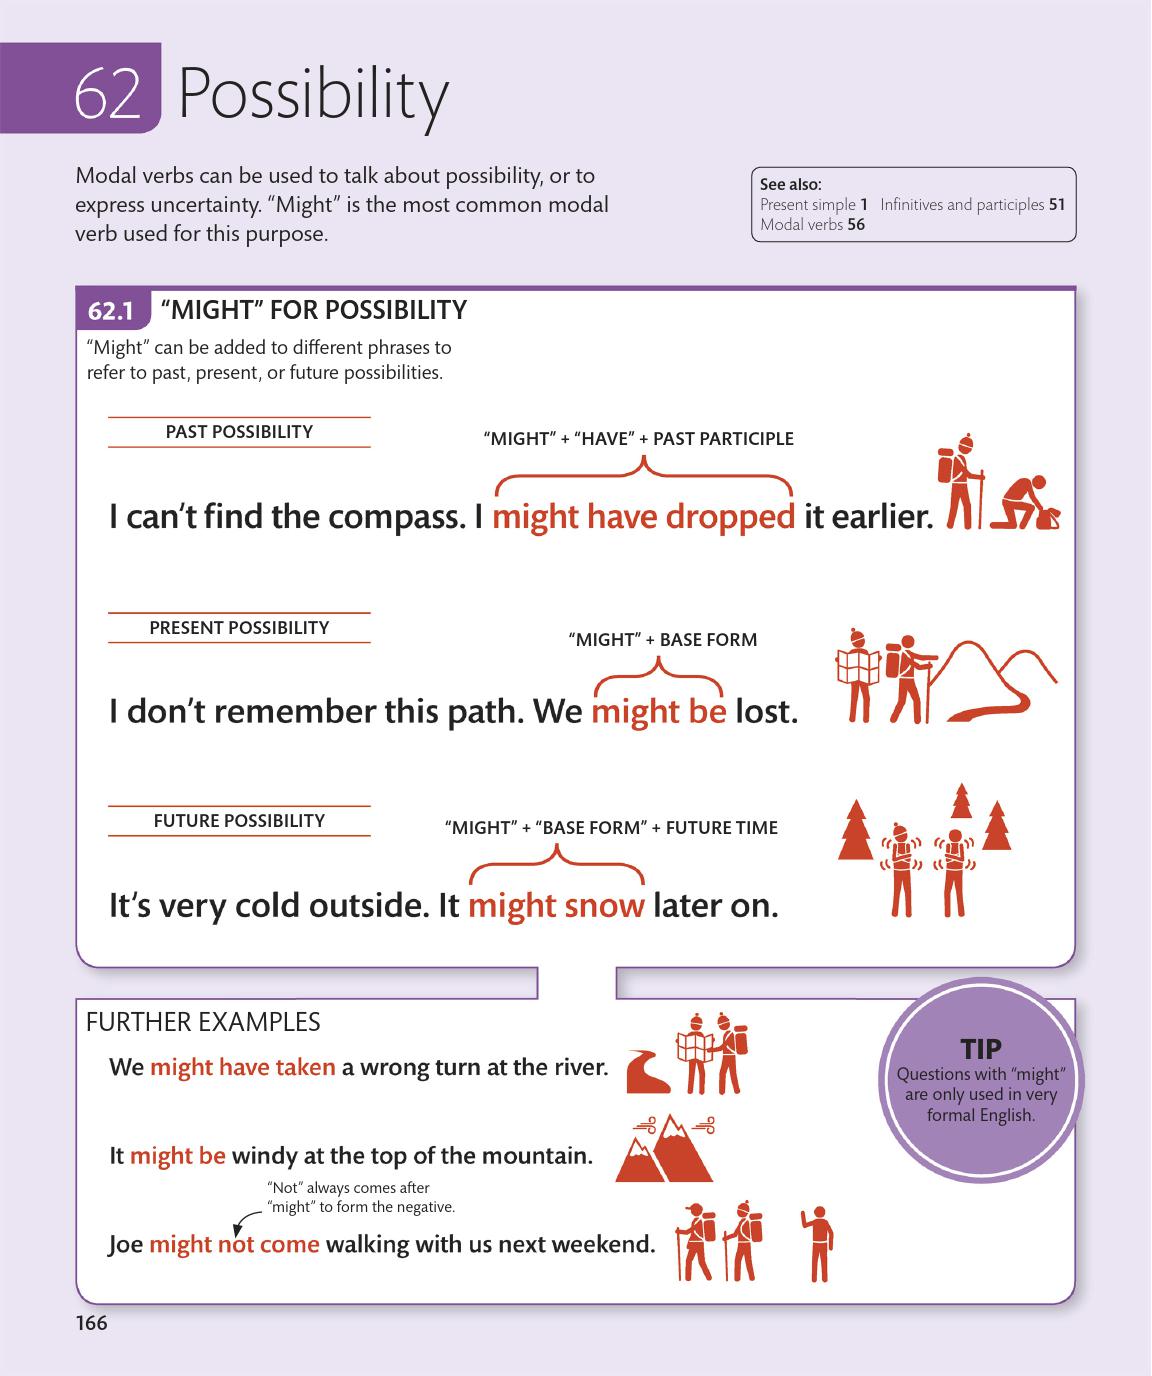 62 Possibility
Modal verbs can be used to talk about possibility, or to
express uncertainty. “Might” is the most common modal
verb used for this purpose.
See also:
Present simple 1 Infinitives and participles 51
Modal verbs 56
62.1 “MIGHT” FOR POSSIBILITY
“Might” can be added to different phrases to
refer to past, present, or future possibilities.
PAST POSSIBILITY
“MIGHT” + “HAVE” + PAST PARTICIPLE
I can’t find the compass. I might have dropped it earlier.
PRESENT POSSIBILITY
“MIGHT” + BASE FORM
I don’t remember this path. We might be lost.
FUTURE POSSIBILITY
“MIGHT” + “BASE FORM” + FUTURE TIME
It’s very cold outside. It might snow later on.
FURTHER EXAMPLES
We might have taken a wrong turn at the river.
It might be windy at the top of the mountain.
“Not” always comes after
“might” to form the negative.
Joe might not come walking with us next weekend.
TIP
Questions with “might”
are only used in very
formal English.
166